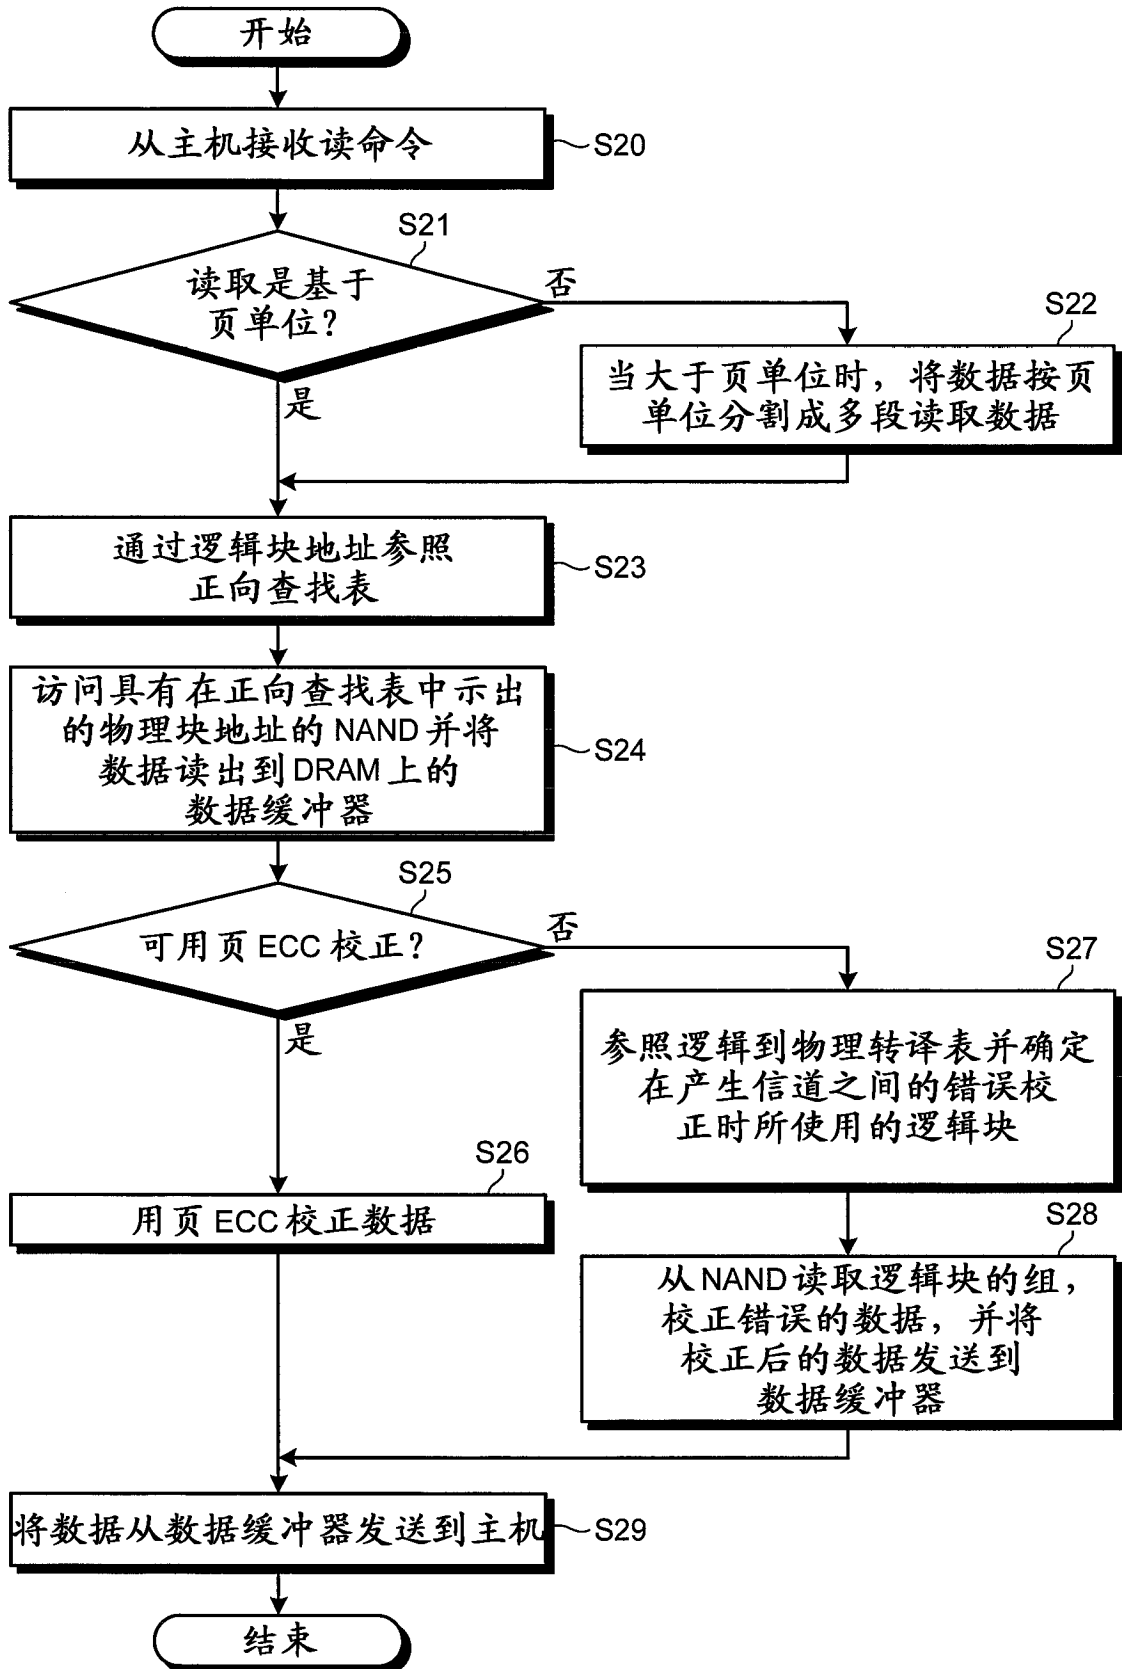 开始
从主机接收读命令
S20
S21
读取是基于
页单位？
否
是
S22
当大于页单位时，将数据按页
单位分割成多段读取数据
通过逻辑块地址参照
正向查找表
S23
访问具有在正向查找表中示出
的物理块地址的NAND并将
数据读出到DRAM上的
数据缓冲器
S24
S25
可用页ECC校正？
否
是
S27
参照逻辑到物理转译表并确定
在产生信道之间的错误校
正时所使用的逻辑块
S26
用页ECC校正数据
S28
从NAND读取逻辑块的组，
校正错误的数据，并将
校正后的数据发送到
数据缓冲器
将数据从数据缓冲器发送到主机
S29
结束